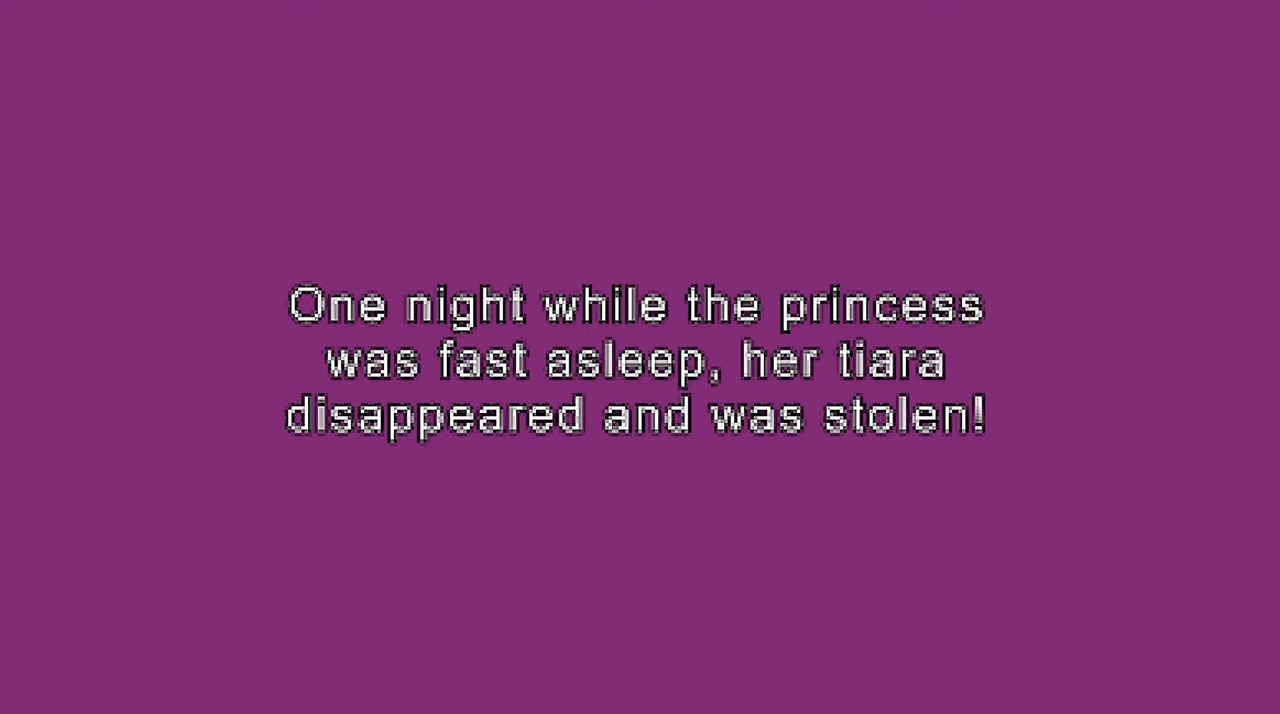 One night while the princess
was fast asleep, her tiara
disappeared and was stolen!